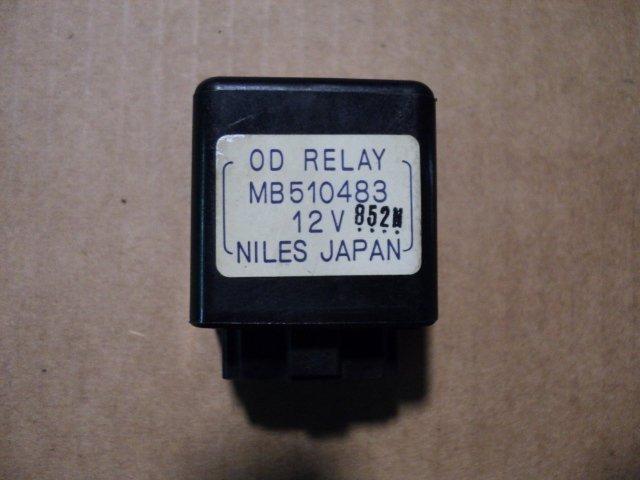 OD RELAY
MB510483
12V 852M
NILES JAPAN